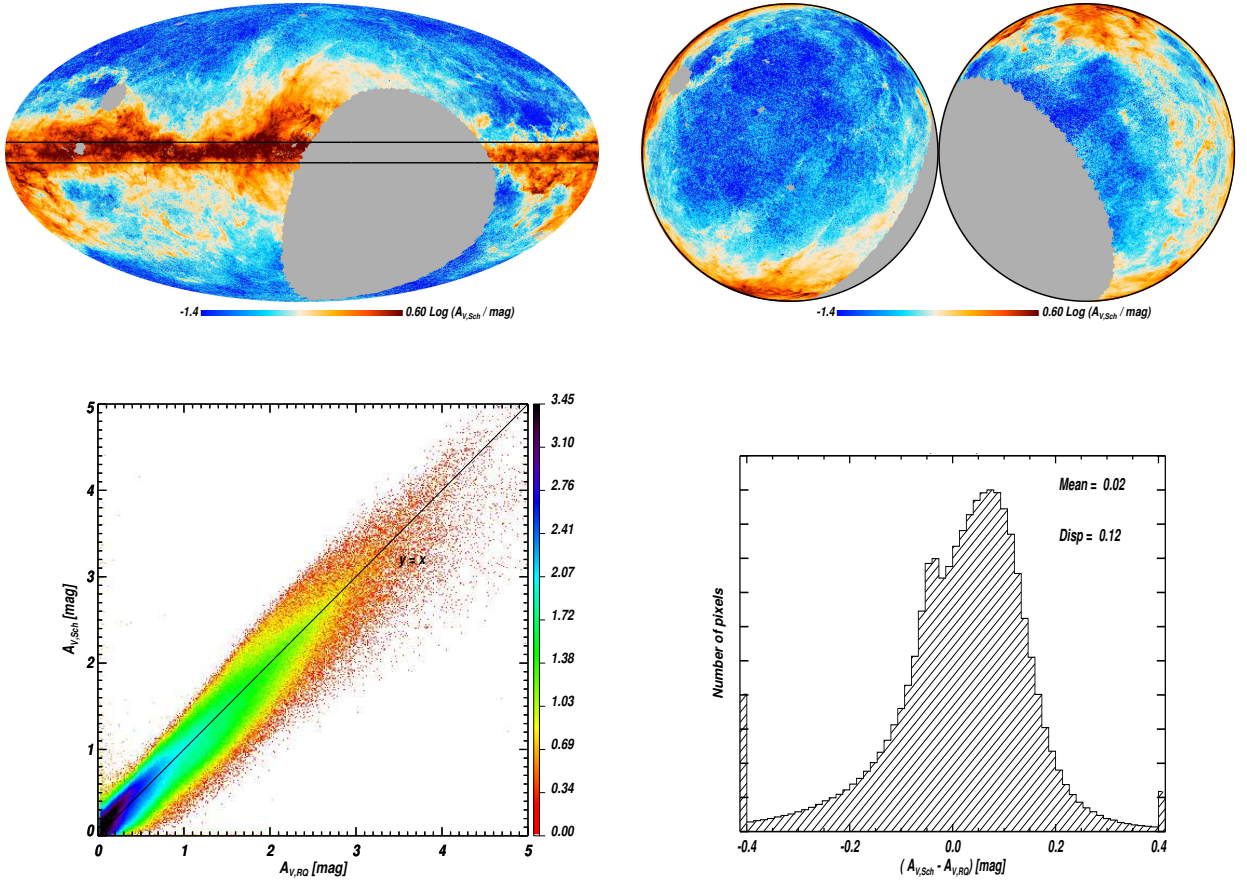 -1.4 0.60 Log (A_V,Sch / mag)
-1.4 0.60 Log (A_V,Sch / mag)
5
4
3
2
1
0
A_V,Sch [mag]
y = x
0 1 2 3 4 5
A_V,RQ [mag]
3.45
3.10
2.76
2.41
2.07
1.72
1.38
1.03
0.69
0.34
0.00
Mean = 0.02
Disp = 0.12
Number of pixels
-0.4 -0.2 0.0 0.2 0.4
( A_V,Sch - A_V,RQ) [mag]